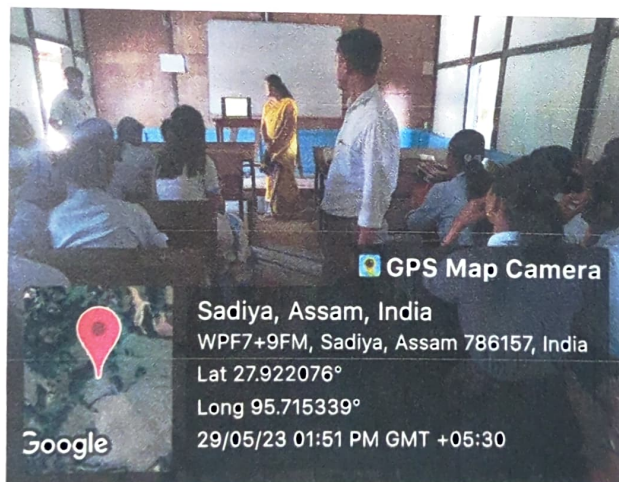 GPS Map Camera
Sadiya, Assam, India
WPF7+9FM, Sadiya, Assam 786157, India
Lat 27.922076°
Long 95.715339°
29/05/23 01:51 PM GMT +05:30
Google